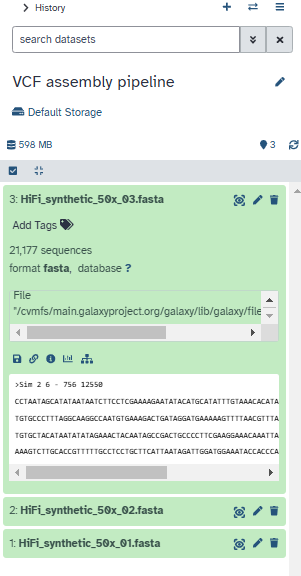 History
search datasets
VCF assembly pipeline
Default Storage
598 MB
3
3: HiFi_synthetic_50x_03.fasta
Add Tags
21,177 sequences
format fasta, database ?
File
"/cvmfs/main.galaxyproject.org/galaxy/lib/galaxy/file
>Sim 2 6 - 756 12550
CCTAATAGCATATAATAATCTTCCTCGAAAAGAATATACATGCATATTTGTAAACACATA
TGTGCCCTTTAGGCAAGGCCAATGTGAAAGACTGATAGGATGAAAAAGTTTTAACGTTTA
TGTGCTACATAATATATAGAAACTACAATAGCCGACTGCCCCTTCGAAGGAAACAAATTA
AAAGTCTTGCACCGTTTTTGCCTCCTGCTTCATTAATAGATTGGATGGAAATACCACCCA
2: HiFi_synthetic_50x_02.fasta
1: HiFi_synthetic_50x_01.fasta